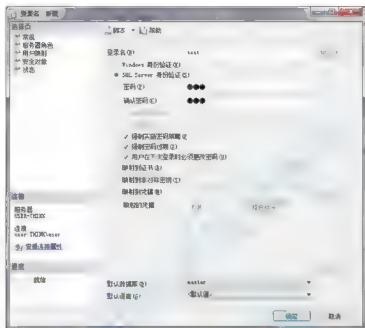 登录名 - 新建
选择页
常规
服务器角色
用户映射
安全对象
状态
脚本
帮助
登录名(N)
test
Windows 身份验证(W)
SQL Server 身份验证(S)
密码(P)
●●●
确认密码(C)
●●●
强制实施密码策略(F)
强制密码过期(X)
用户在下次登录时必须更改密码(U)
映射到证书(R)
映射到非对称密钥(T)
映射到凭据(M)
映射的凭据
连接
服务器
连接
查看连接属性
进度
就绪
默认数据库(D)
master
默认语言(G)
<默认值>
确定
取消